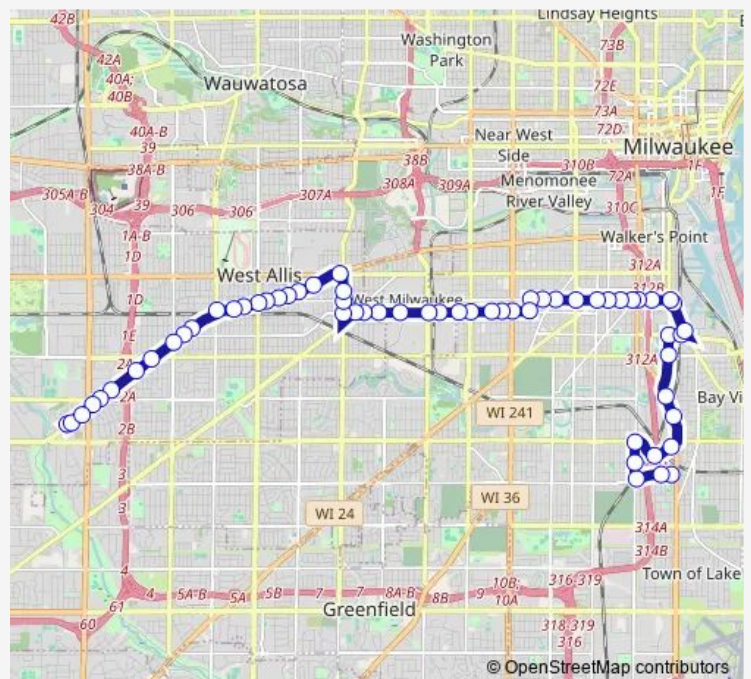 42B
Lindsay Heights
Washington
Park
73B
42A
40A;
40B
Wauwatosa
72E
73A
40A-B
39
Near West
Side
72D
Milwaukee
38B
310B
1F
38A-B
72A
305A-B
304
39
306
306
307A
308A
309A
Menomonee
River Valley
1F
310C
1A-B
Walker's Point
1D
312A
West Allis
312B
1D
West Milwaukee
1E
2A
312A
2A
Bay Vi
WI 241
2B
3
WI 36
3
WI 24
314A
314B
4
Town of Lake
4
5A-B
5A
5B
7
7
8A-B
8B
9
10B;
10A
316-319
61
Greenfield
60
318-319
316
© OpenStreetMap contributors